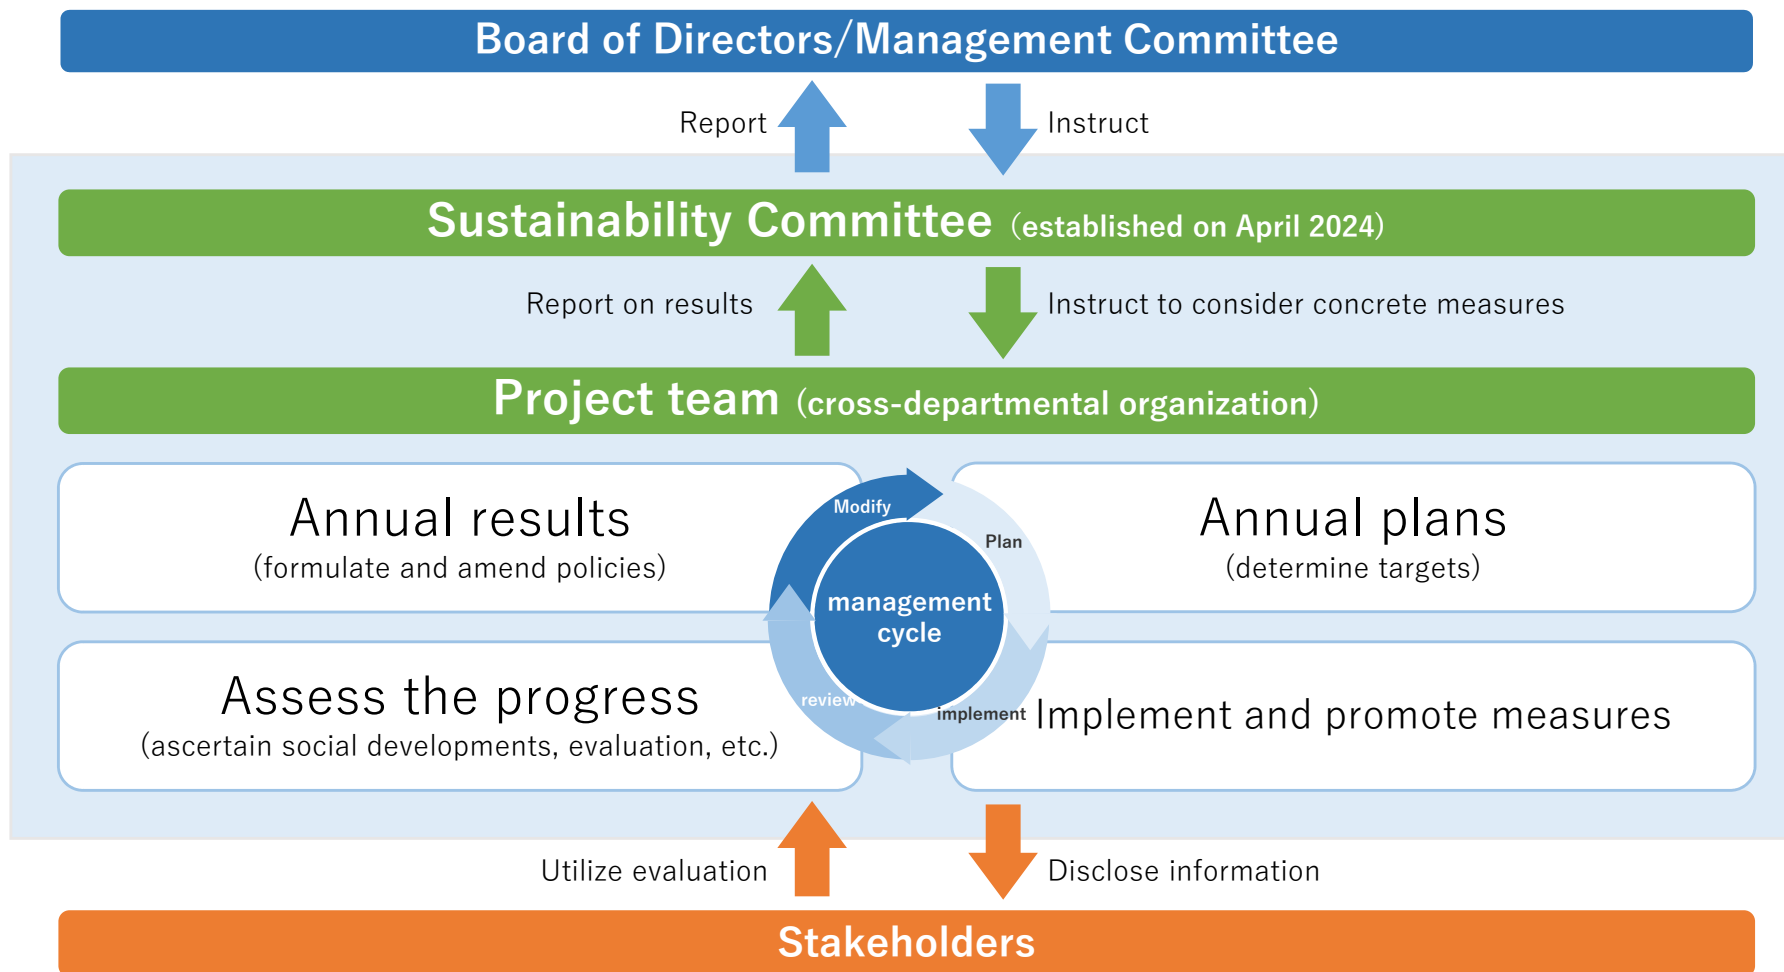 Board of Directors/Management Committee
Report
Instruct
Sustainability Committee (established on April 2024)
Report on results
Instruct to consider concrete measures
Project team (cross-departmental organization)
Annual results
(formulate and amend policies)
Modify
Plan
Annual plans
(determine targets)
management
cycle
Assess the progress
(ascertain social developments, evaluation, etc.)
review
implement
Implement and promote measures
Utilize evaluation
Disclose information
Stakeholders